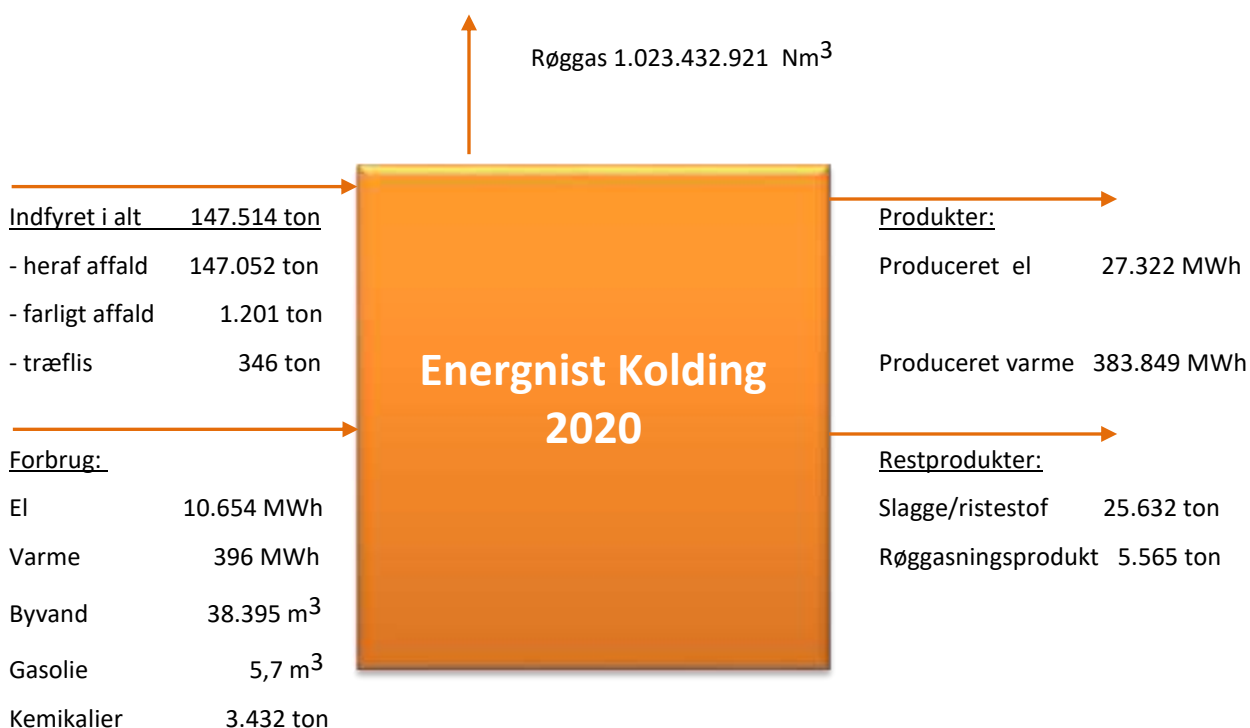 Røggas 1.023.432.921 Nm3
Indfyret i alt 147.514 ton
- heraf affald 147.052 ton
- farligt affald 1.201 ton
- træflis 346 ton
Forbrug:
El 10.654 MWh
Varme 396 MWh
Byvand 38.395 m3
Gasolie 5,7 m3
Kemikalier 3.432 ton
Energnist Kolding
2020
Produkter:
Produceret el 27.322 MWh
Produceret varme 383.849 MWh
Restprodukter:
Slagge/ristestof 25.632 ton
Røggasningsprodukt 5.565 ton